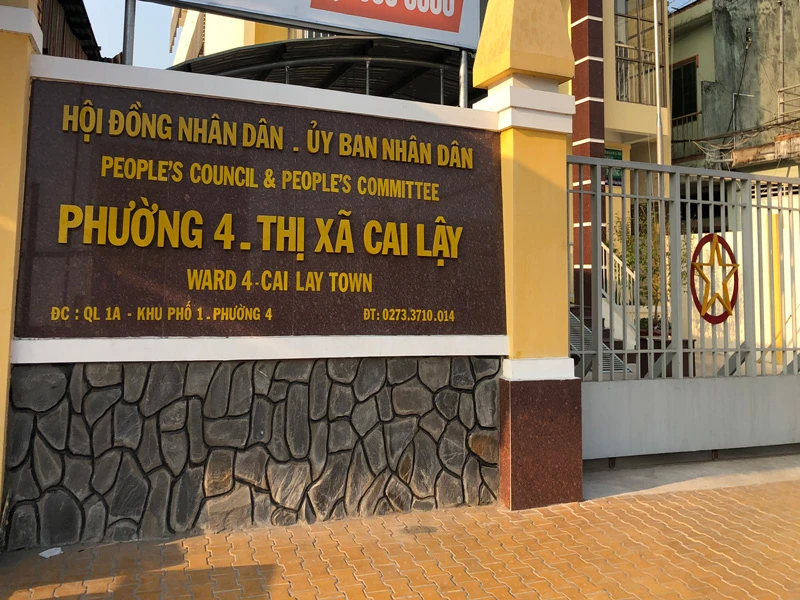 HỘI ĐỒNG NHÂN DÂN . ỦY BAN NHÂN DÂN
PEOPLE'S COUNCIL & PEOPLE'S COMMITTEE
PHƯỜNG 4 . THỊ XÃ CAI LẬY
WARD 4 - CAI LAY TOWN
ĐC : QL 1A - KHU PHỐ 1 . PHƯỜNG 4 ĐT: 0273.3710.014